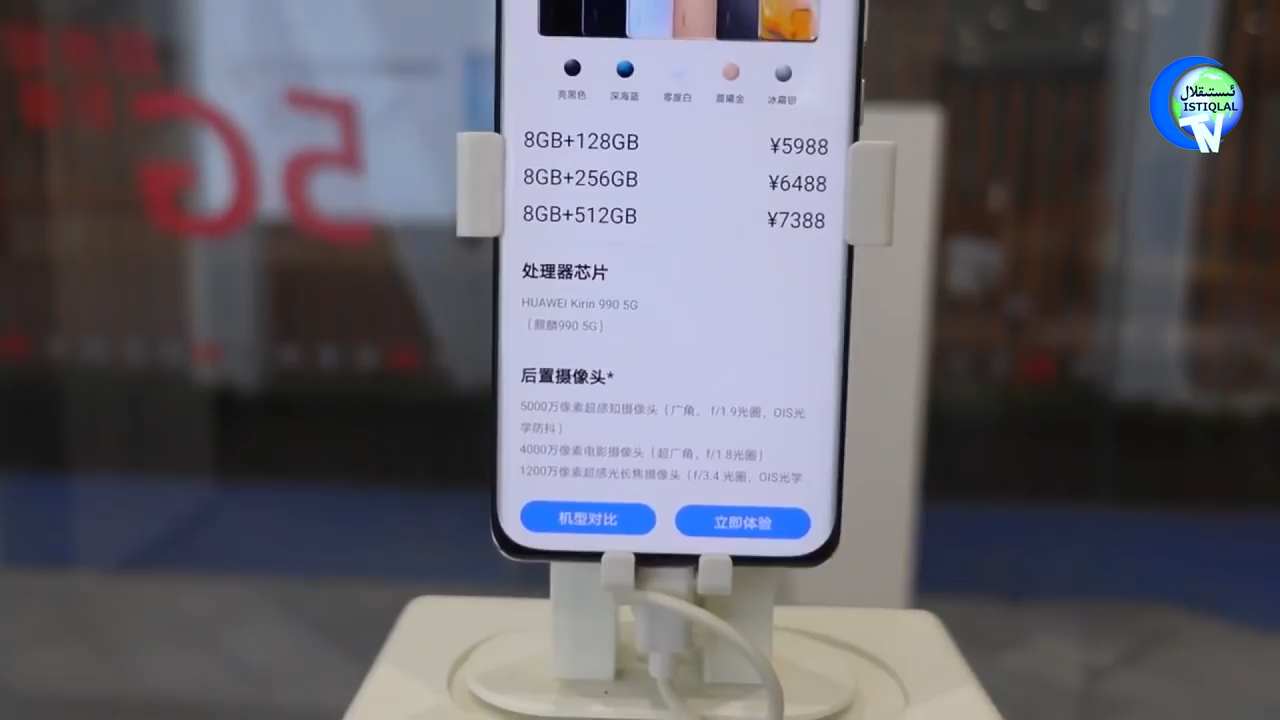 亮黑色 深海蓝 零度白 晨曦金 冰霜银
8GB+128GB ¥5988
8GB+256GB ¥6488
8GB+512GB ¥7388
处理器芯片
HUAWEI Kirin 990 5G
(麒麟990 5G)
后置摄像头*
5000万像素超感知摄像头(广角, f/1.9光圈, OIS光
学防抖)
4000万像素电影摄像头(超广角, f/1.8光圈)
1200万像素超感光长焦摄像头(f/3.4 光圈, OIS光学
机型对比 立即体验
5G
ئىستىقلال
ISTIQLAL
TV